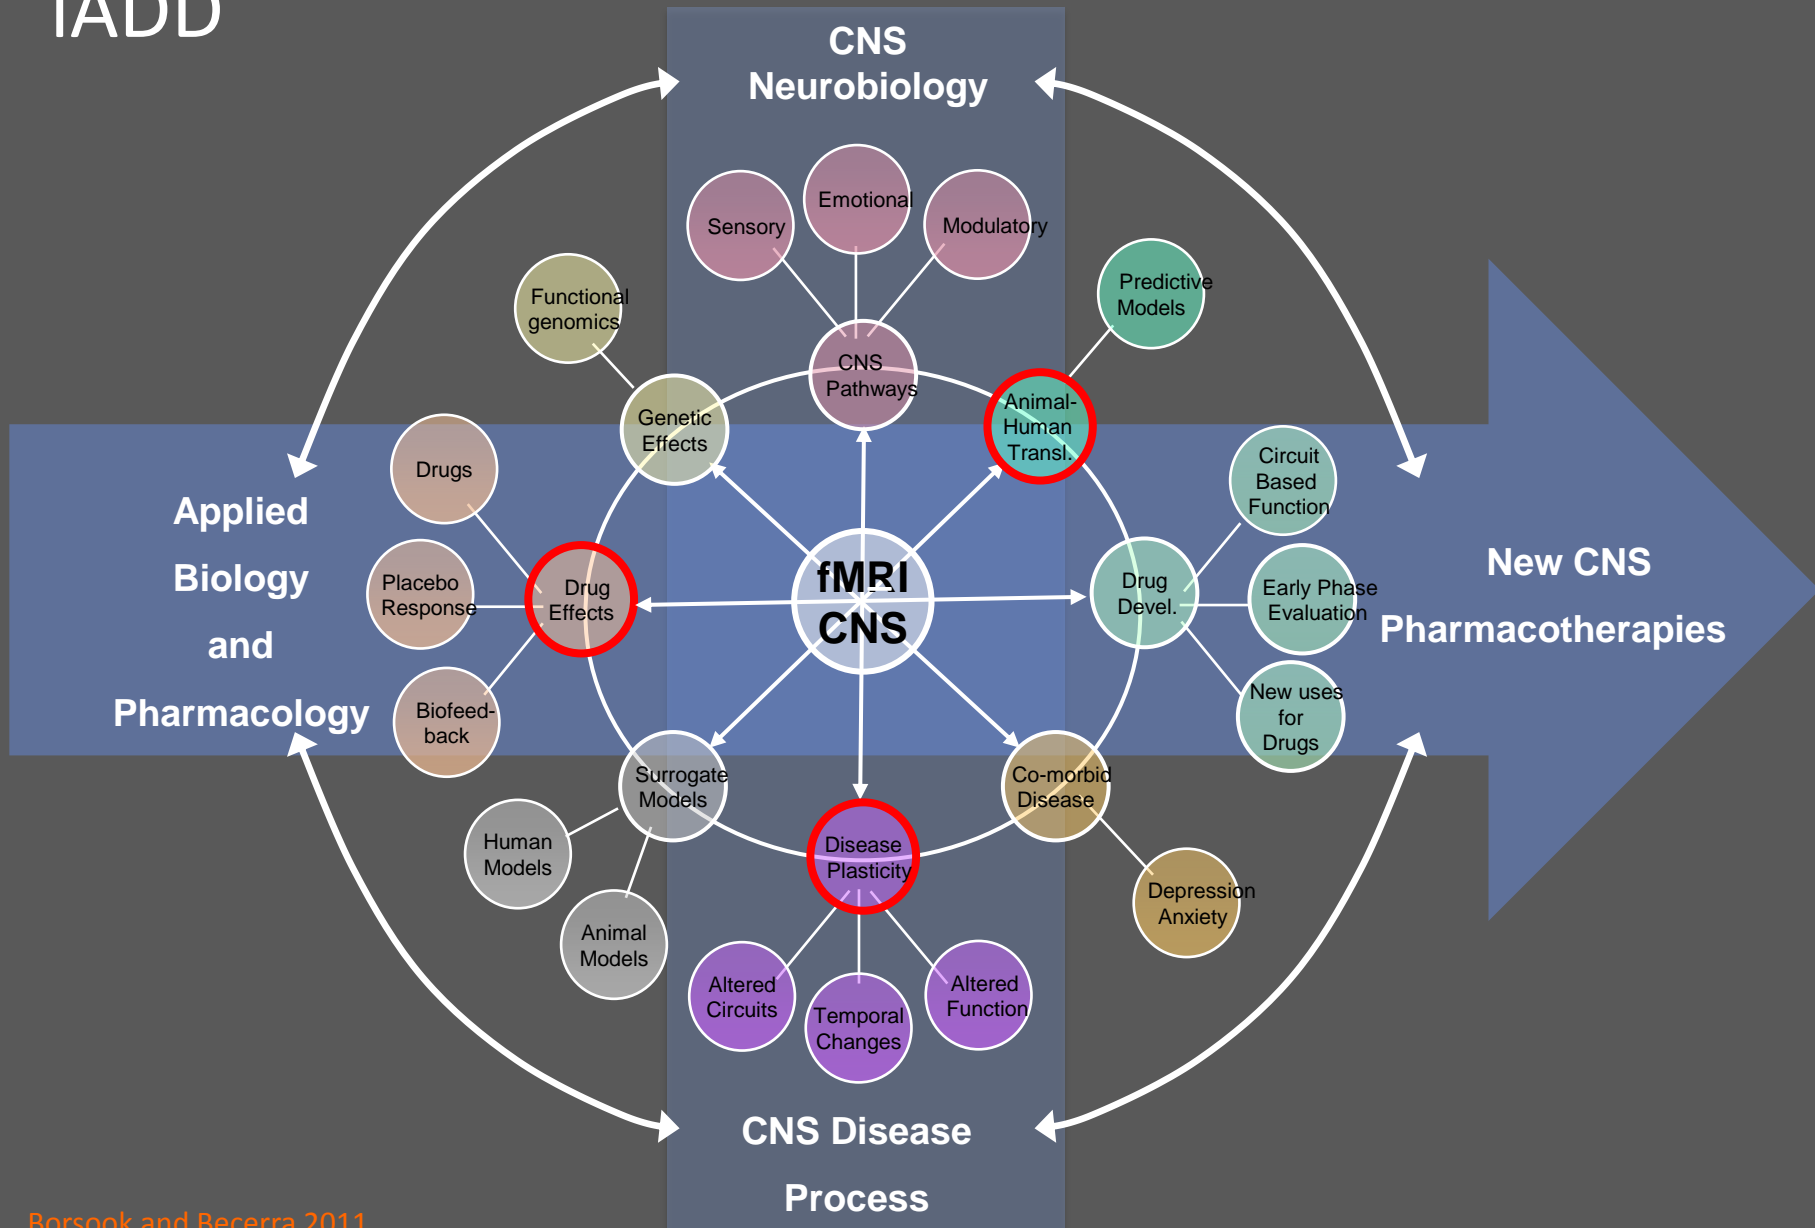 IADD
CNS
Neurobiology
Sensory
Emotional
Modulatory
Functional
genomics
Predictive
Models
CNS
Pathways
Genetic
Effects
Animal-
Human
Transl.
Drugs
Circuit
Based
Function
Applied
Biology
and
Pharmacology
Placebo
Response
Drug
Effects
fMRI
CNS
Drug
Devel.
Early Phase
Evaluation
New CNS
Pharmacotherapies
Biofeed-
back
New uses
for
Drugs
Surrogate
Models
Co-morbid
Disease
Human
Models
Disease
Plasticity
Depression
Anxiety
Animal
Models
Altered
Circuits
Temporal
Changes
Altered
Function
CNS Disease
Process
Borsook and Becerra 2011